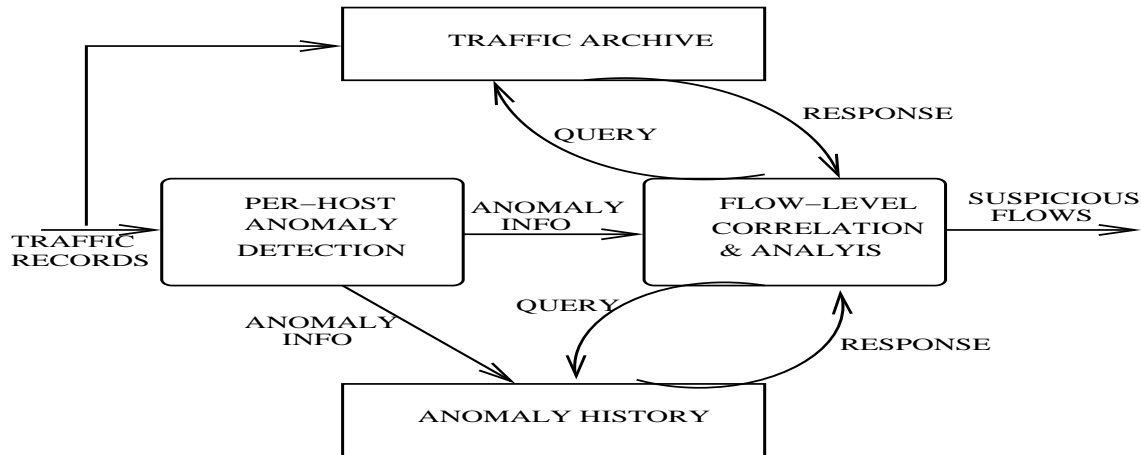 TRAFFIC ARCHIVE
RESPONSE
QUERY
PER–HOST
ANOMALY
DETECTION
ANOMALY
INFO
FLOW–LEVEL
CORRELATION
& ANALYIS
SUSPICIOUS
FLOWS
TRAFFIC
RECORDS
QUERY
ANOMALY
INFO
RESPONSE
ANOMALY HISTORY